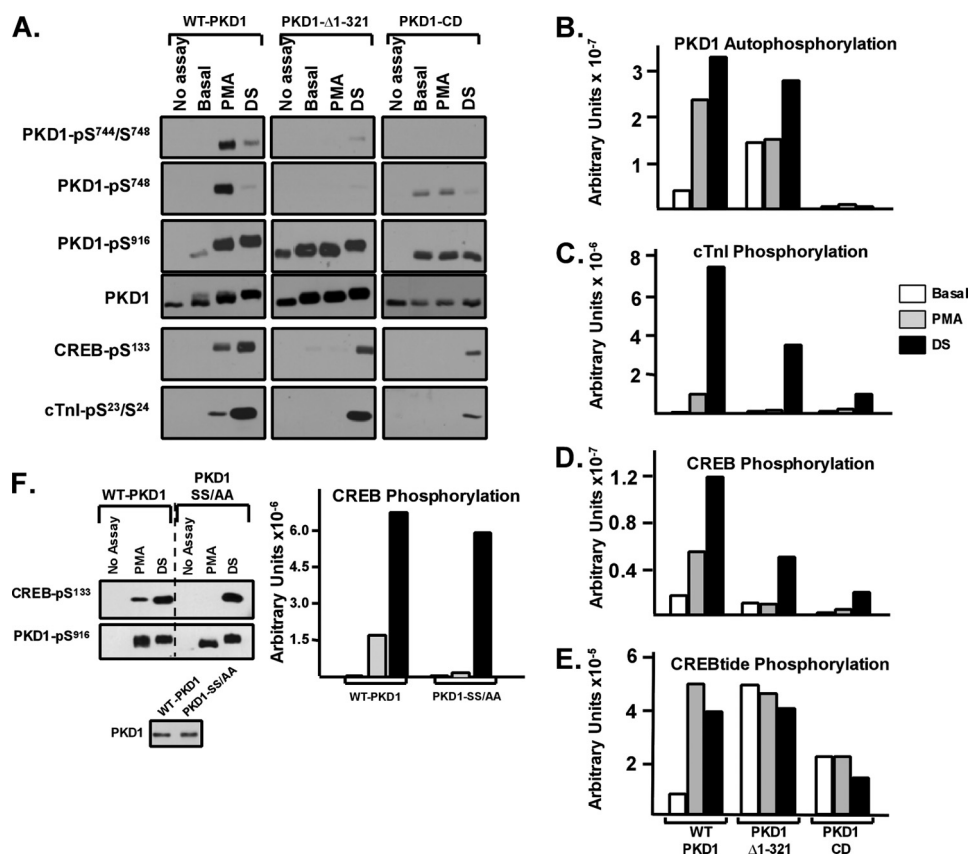 A.
WT-PKD1
PKD1-Δ1-321
PKD1-CD
No assay
Basal
PMA
DS
No assay
Basal
PMA
DS
No assay
Basal
PMA
DS
PKD1-pS744/S748
PKD1-pS748
PKD1-pS916
PKD1
CREB-pS133
cTnI-pS23/S24
B.
PKD1 Autophosphorylation
Arbitrary Units x 10-7
3
2
1
C.
cTnI Phosphorylation
Arbitrary Units x 10-6
8
6
4
2
Basal
PMA
DS
D.
CREB Phosphorylation
Arbitrary Units x10-7
1.2
0.8
0.4
E.
CREBtide Phosphorylation
Arbitrary Units x 10-5
6
4
2
WT
PKD1
PKD1
Δ1-321
PKD1
CD
F.
WT-PKD1
PKD1
SS/AA
No Assay
PMA
DS
No Assay
PMA
DS
CREB-pS133
PKD1-pS916
WT-PKD1
PKD1-SS/AA
PKD1
CREB Phosphorylation
Arbitrary Units x10-6
6.0
4.5
3.0
1.5
WT-PKD1
PKD1-SS/AA